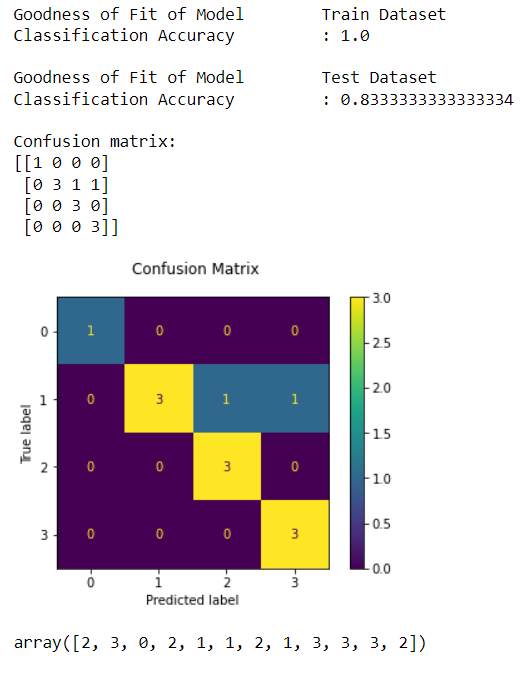 Goodness of Fit of Model Train Dataset
Classification Accuracy : 1.0
Goodness of Fit of Model Test Dataset
Classification Accuracy : 0.8333333333333334
Confusion matrix:
[[1 0 0 0]
[0 3 1 1]
[0 0 3 0]
[0 0 0 3]]
Confusion Matrix
3.0
2.5
2.0
1.5
1.0
0.5
0.0
True label
0 1 0 0 0
1 0 3 1 1
2 0 0 3 0
3 0 0 0 3
0 1 2 3
Predicted label
array([2, 3, 0, 2, 1, 1, 2, 1, 3, 3, 3, 2])